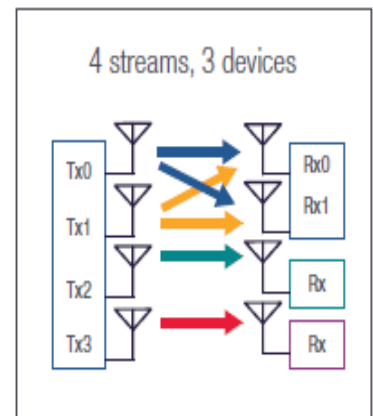 4 streams, 3 devices
Tx0
Rx0
Rx1
Tx1
Tx2
Rx
Tx3
Rx